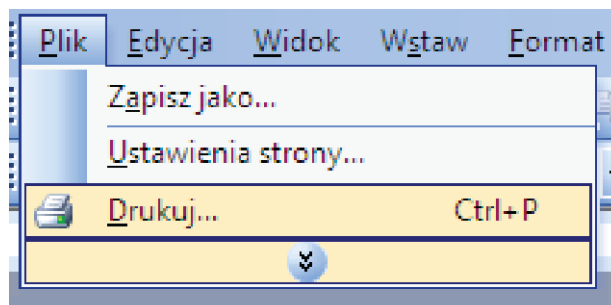 Plik Edycja Widok Wstaw Format
Zapisz jako...
Ustawienia strony...
Drukuj... Ctrl+P